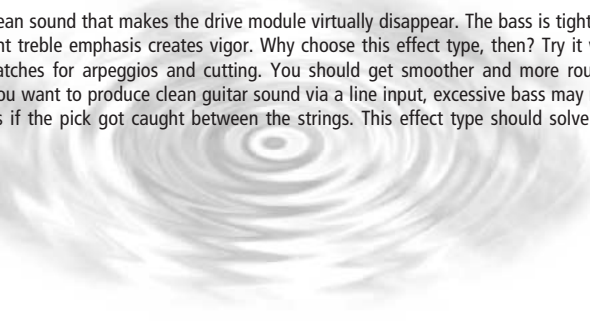 ean sound that makes the drive module virtually disappear. The bass is tight
nt treble emphasis creates vigor. Why choose this effect type, then? Try it
atches for arpeggios and cutting. You should get smoother and more rou
ou want to produce clean guitar sound via a line input, excessive bass may
s if the pick got caught between the strings. This effect type should solve